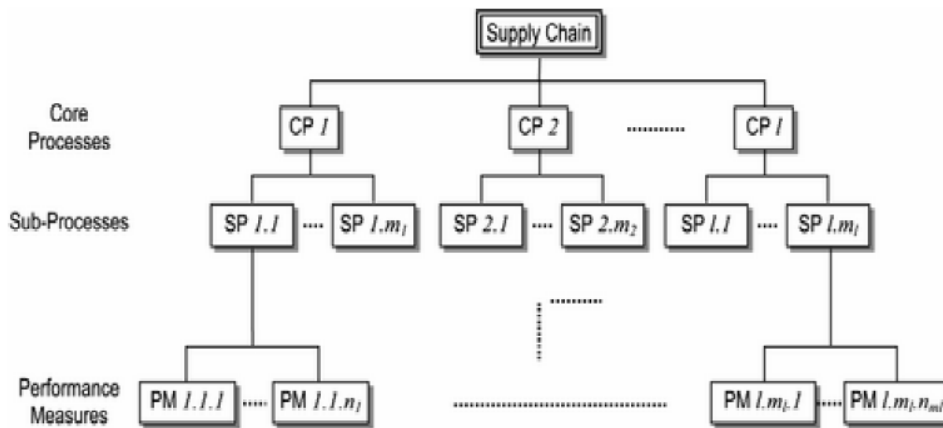 Supply Chain
Core
Processes
CP 1
CP 2
CP l
Sub-Processes
SP 1.1
SP 1.m₁
SP 2.1
SP 2.m₂
SP l.1
SP l.mₗ
Performance
Measures
PM 1.1.1
PM 1.1.n₁
PM l.mₗ.1
PM l.mₗ.nₘₗ